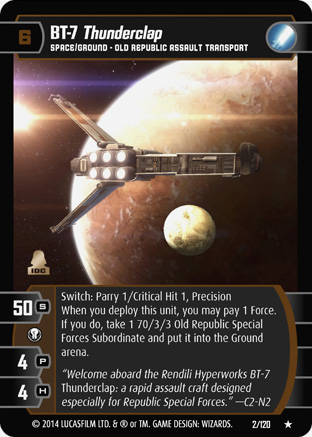 6
BT-7 Thunderclap
SPACE/GROUND - OLD REPUBLIC ASSAULT TRANSPORT
IDC
50 S
4 P
4 H
Switch: Parry 1/Critical Hit 1, Precision
When you deploy this unit, you may pay 1 Force.
If you do, take 1 70/3/3 Old Republic Special
Forces Subordinate and put it into the Ground
arena.
“Welcome aboard the Rendili Hyperworks BT-7
Thunderclap: a rapid assault craft designed
especially for Republic Special Forces.” —C2-N2
© 2014 LUCASFILM LTD. & ® or TM. GAME DESIGN: WIZARDS.
2/120